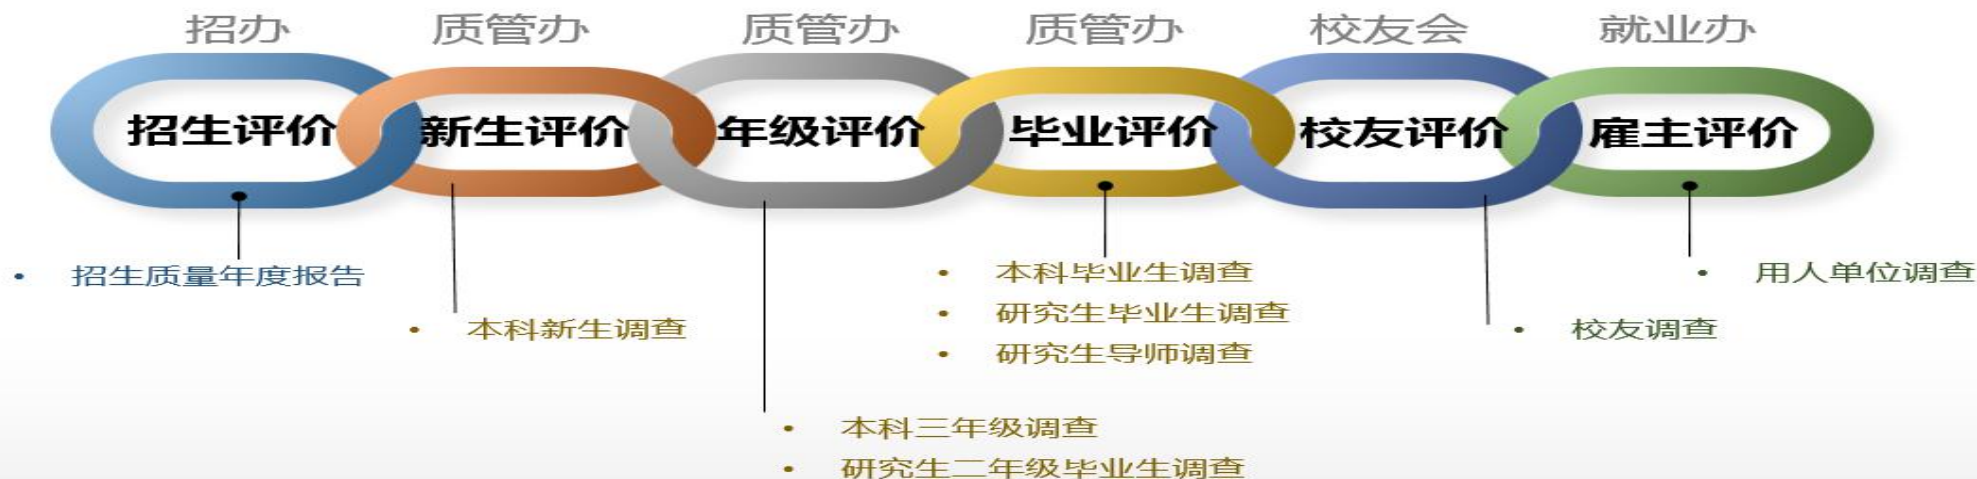 招办 质管办 质管办 质管办 校友会 就业办
招生评价 新生评价 年级评价 毕业评价 校友评价 雇主评价
• 招生质量年度报告
• 本科新生调查
• 本科三年级调查
• 研究生二年级毕业生调查
• 本科毕业生调查
• 研究生毕业生调查
• 研究生导师调查
• 校友调查
• 用人单位调查